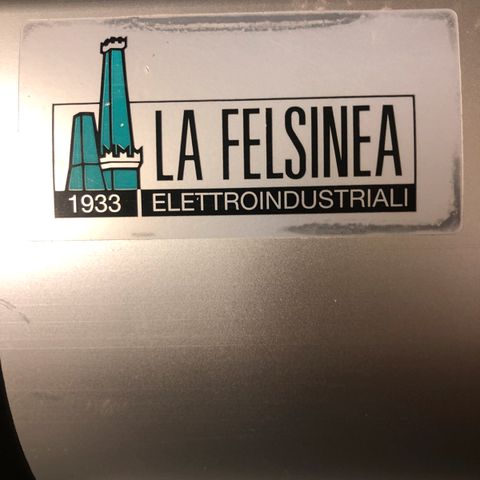 LA FELSINEA
1933 ELETTROINDUSTRIALI